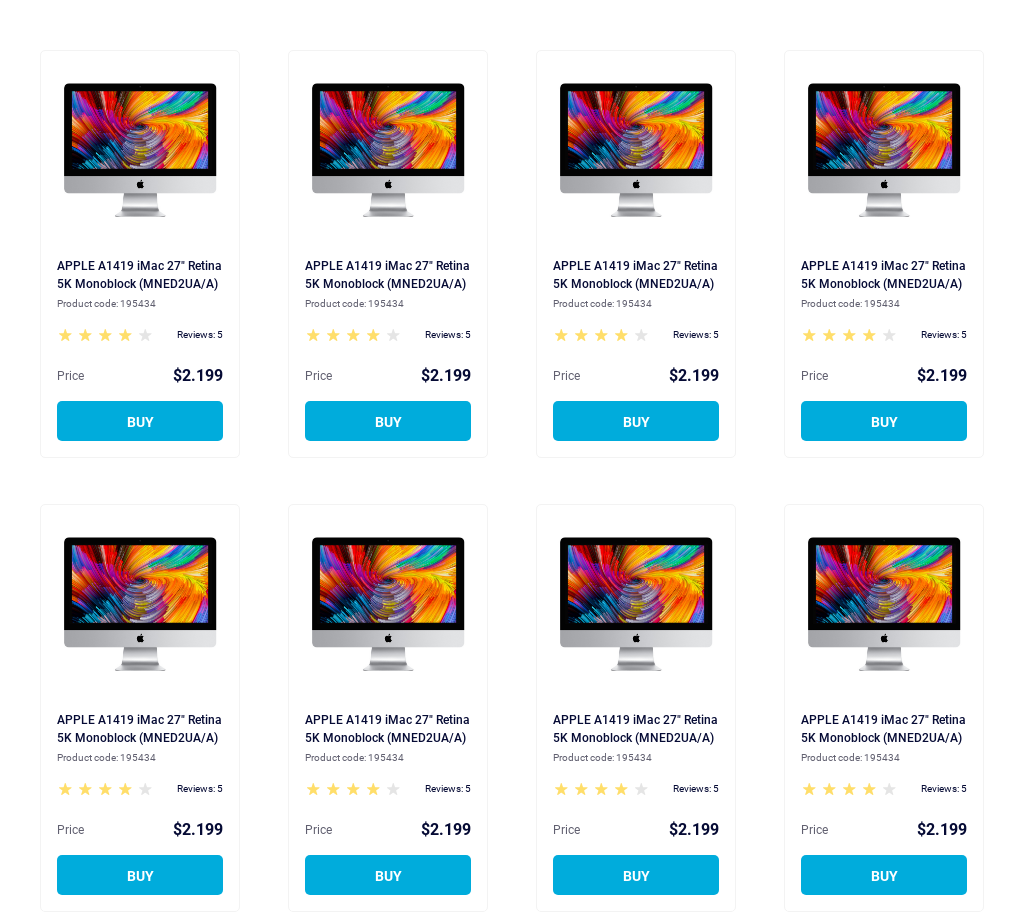 APPLE A1419 iMac 27" Retina
5K Monoblock (MNED2UA/A)
Product code: 195434
Reviews: 5
Price $2.199
BUY
APPLE A1419 iMac 27" Retina
5K Monoblock (MNED2UA/A)
Product code: 195434
Reviews: 5
Price $2.199
BUY
APPLE A1419 iMac 27" Retina
5K Monoblock (MNED2UA/A)
Product code: 195434
Reviews: 5
Price $2.199
BUY
APPLE A1419 iMac 27" Retina
5K Monoblock (MNED2UA/A)
Product code: 195434
Reviews: 5
Price $2.199
BUY
APPLE A1419 iMac 27" Retina
5K Monoblock (MNED2UA/A)
Product code: 195434
Reviews: 5
Price $2.199
BUY
APPLE A1419 iMac 27" Retina
5K Monoblock (MNED2UA/A)
Product code: 195434
Reviews: 5
Price $2.199
BUY
APPLE A1419 iMac 27" Retina
5K Monoblock (MNED2UA/A)
Product code: 195434
Reviews: 5
Price $2.199
BUY
APPLE A1419 iMac 27" Retina
5K Monoblock (MNED2UA/A)
Product code: 195434
Reviews: 5
Price $2.199
BUY